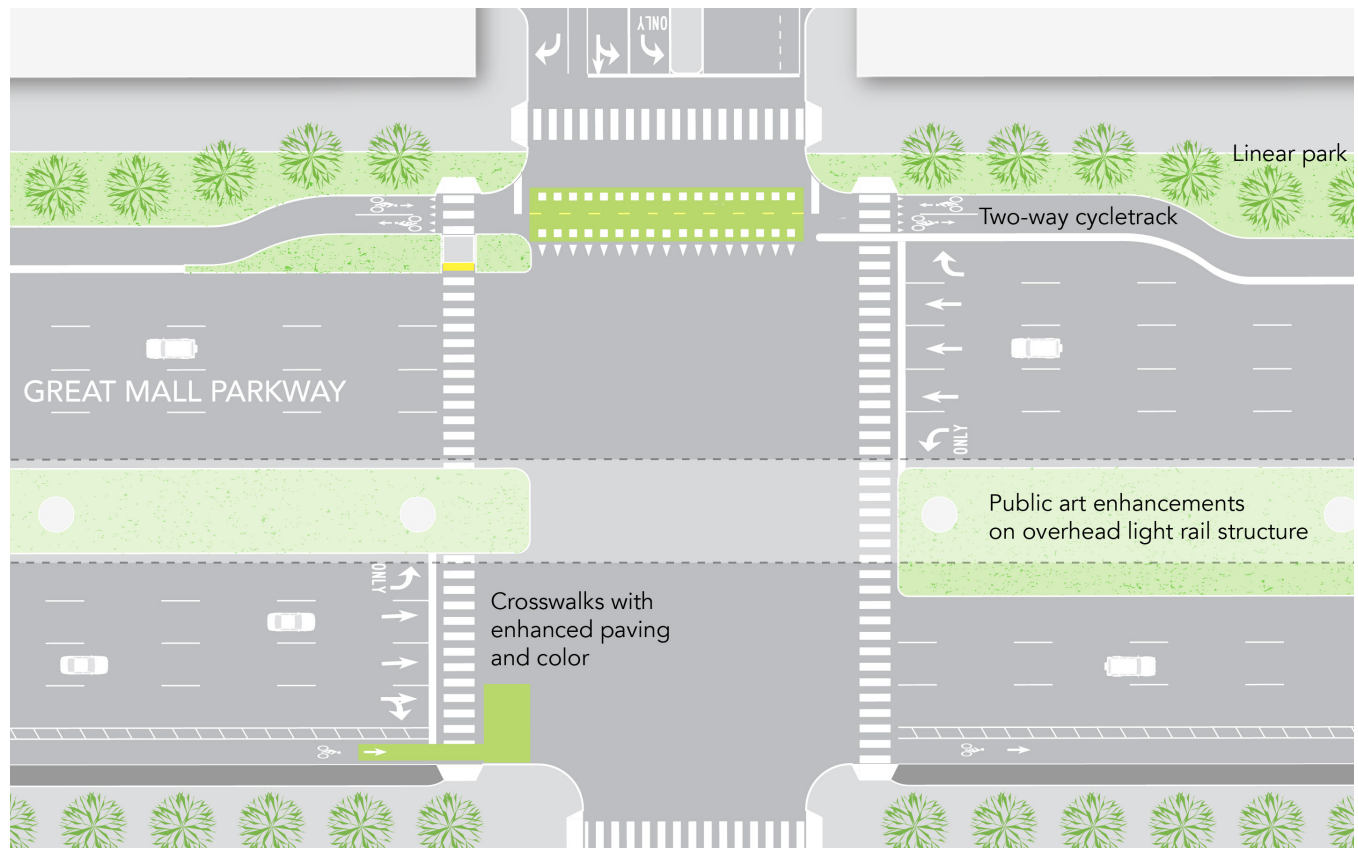 ONLY
Linear park
Two-way cycletrack
GREAT MALL PARKWAY
ONLY
Public art enhancements
on overhead light rail structure
ONLY
Crosswalks with
enhanced paving
and color